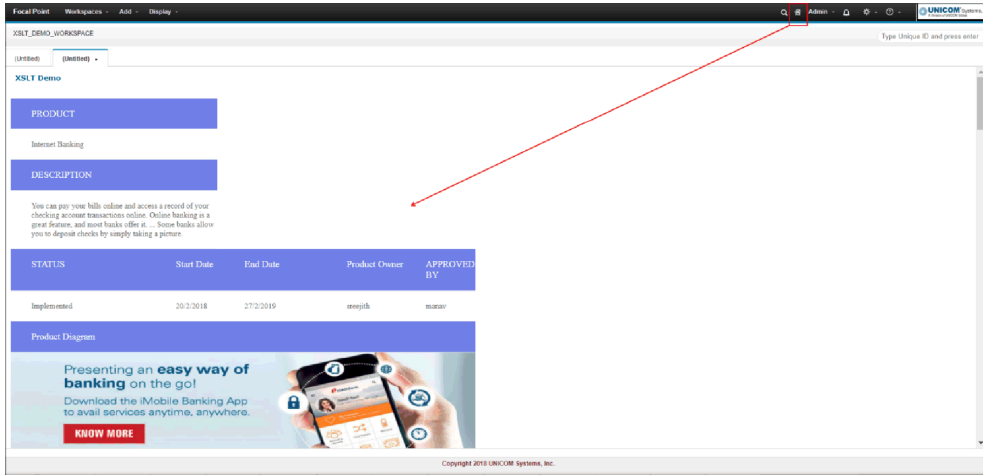 Focal Point Workspaces Add Display Admin UNICOM Systems,
XSLT_DEMO_WORKSPACE Type Unique ID and press enter
(Untitled) (Untitled)
XSLT Demo
PRODUCT
Internet Banking
DESCRIPTION
You can pay your bills online and access a record of your
checking account transactions online. Online banking is a
great feature, and most banks offer it.... Some banks allow
you to deposit checks by simply taking a picture.
STATUS Start Date End Date Product Owner APPROVED
BY
Implemented 20/2/2018 27/2/2019 sreejith manav
Product Diagram
Presenting an easy way of
banking on the go!
Download the iMobile Banking App
to avail services anytime, anywhere.
KNOW MORE
Copyright 2018 UNICOM Systems, Inc.